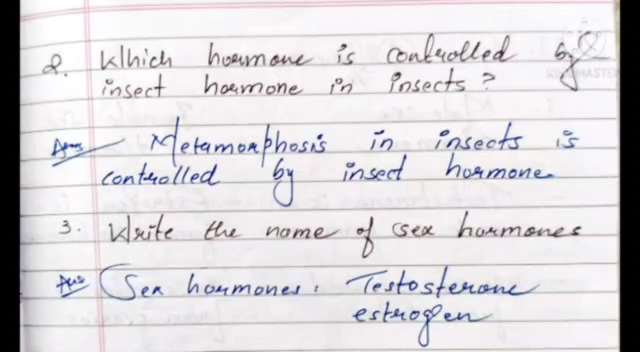 2. Which hormone is controlled by
insect hormone in insects?
Ans Metamorphosis in insects is
controlled by insect hormone
3. Write the name of sex hormones
Ans Sex hormones: Testosterone
estrogen